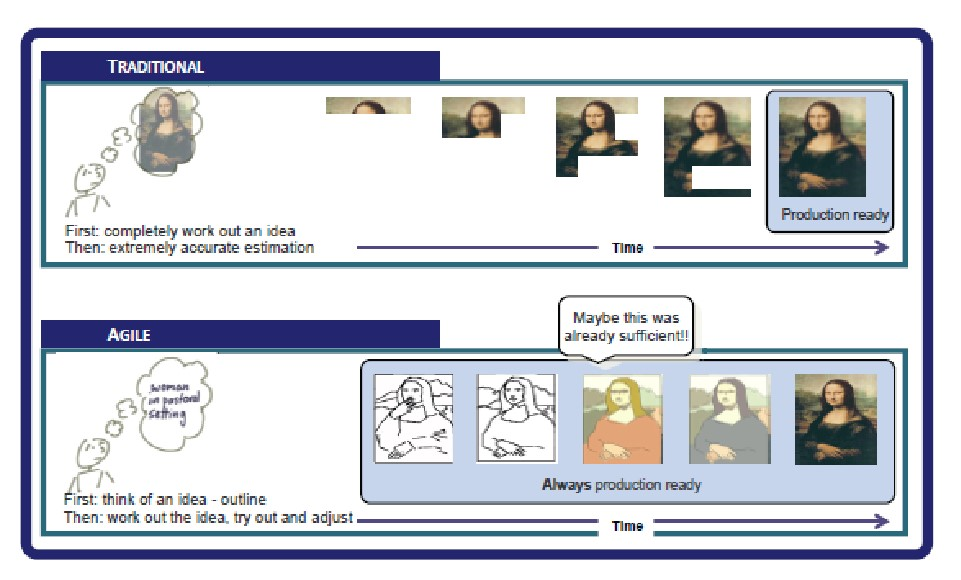 TRADITIONAL
Production ready
First: completely work out an idea
Then: extremely accurate estimation
Time
Maybe this was
already sufficient!!
AGILE
woman
in pastoral
setting
Always production ready
First: think of an idea - outline
Then: work out the idea, try out and adjust
Time